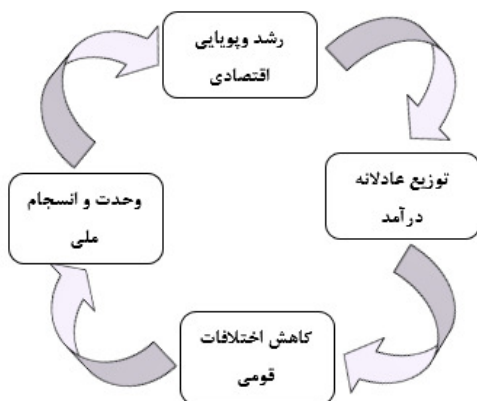 رشد وپویایی
اقتصادی
توزیع عادلانه
درآمد
کاهش اختلافات
قومی
وحدت و انسجام
ملی